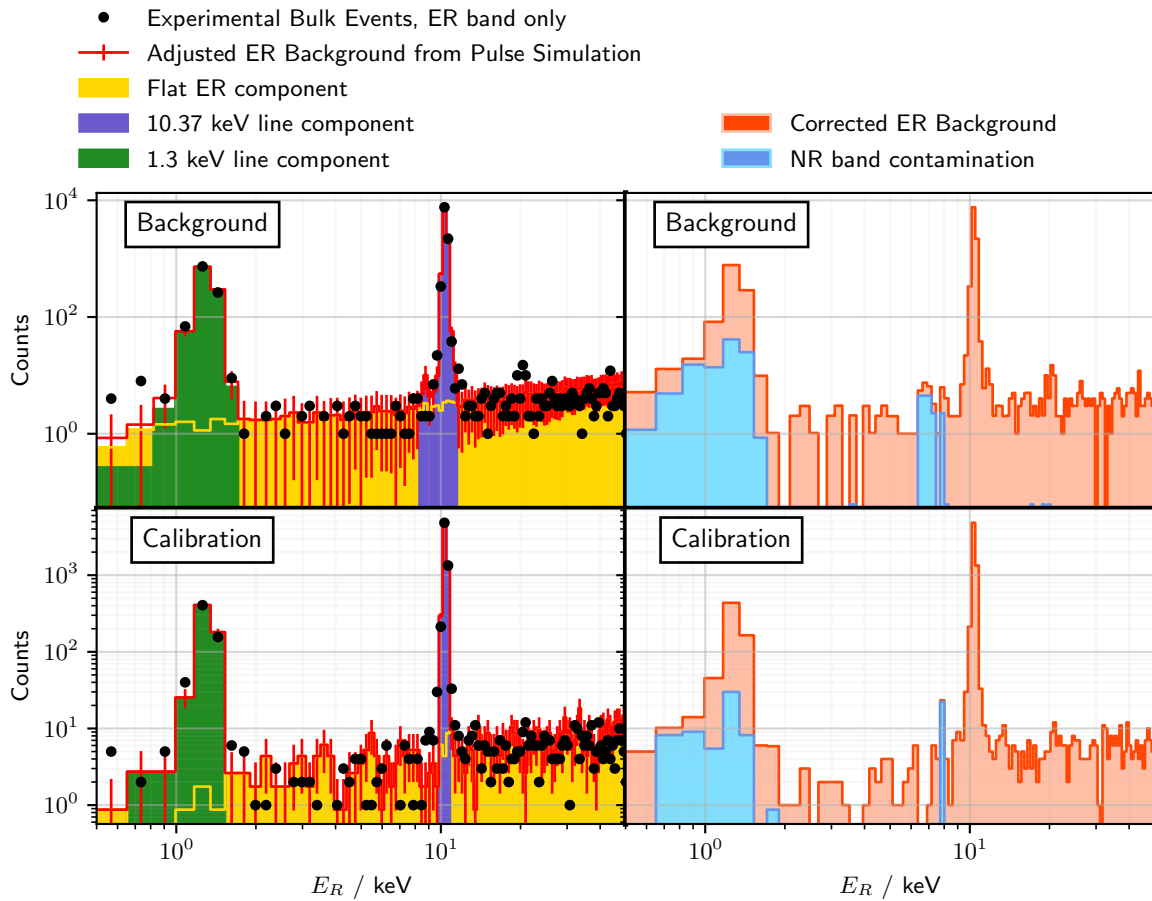 Experimental Bulk Events, ER band only
Adjusted ER Background from Pulse Simulation
Flat ER component
10.37 keV line component
1.3 keV line component
Corrected ER Background
NR band contamination
Background
Background
10^4
10^2
10^0
Counts
Calibration
Calibration
10^3
10^2
10^1
10^0
Counts
10^0 10^1 10^0 10^1
E_R / keV E_R / keV